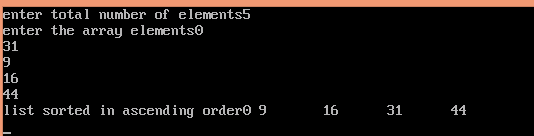 enter total number of elements5
enter the array elements0
31
9
16
44
list sorted in ascending order0 9 16 31 44